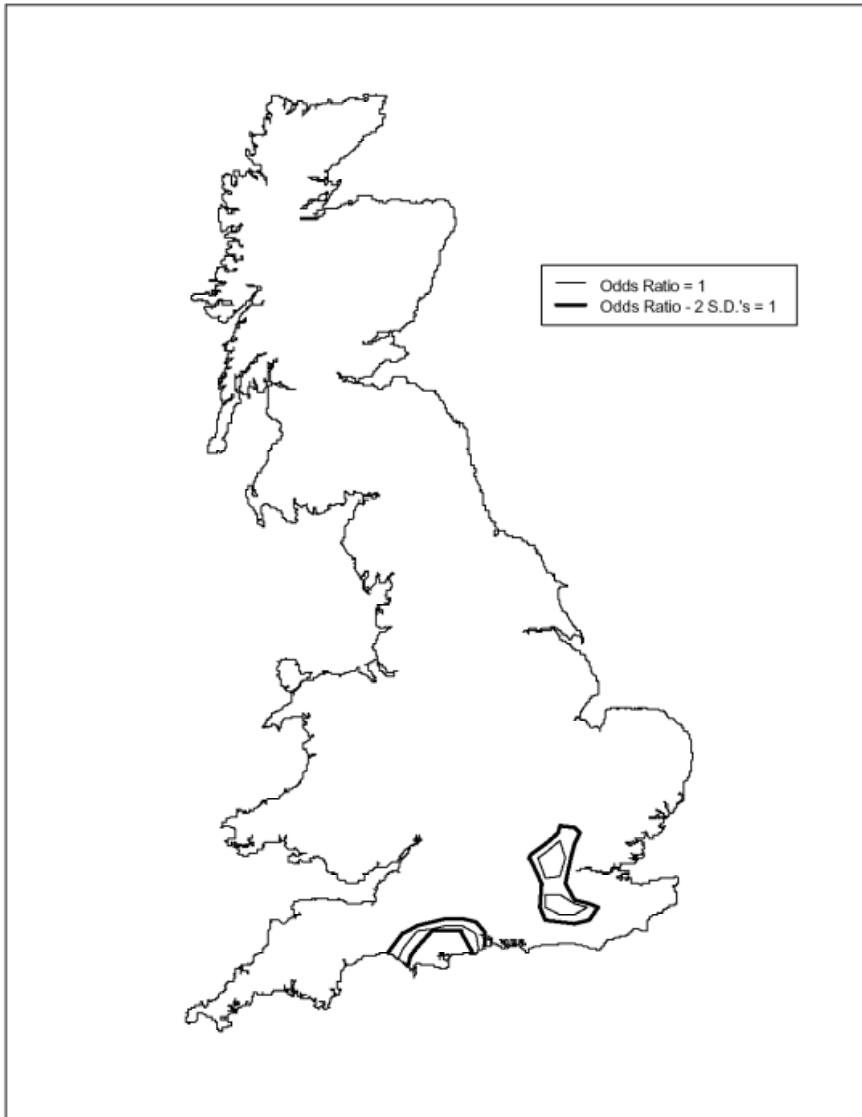 Odds Ratio = 1
Odds Ratio - 2 S.D.'s = 1